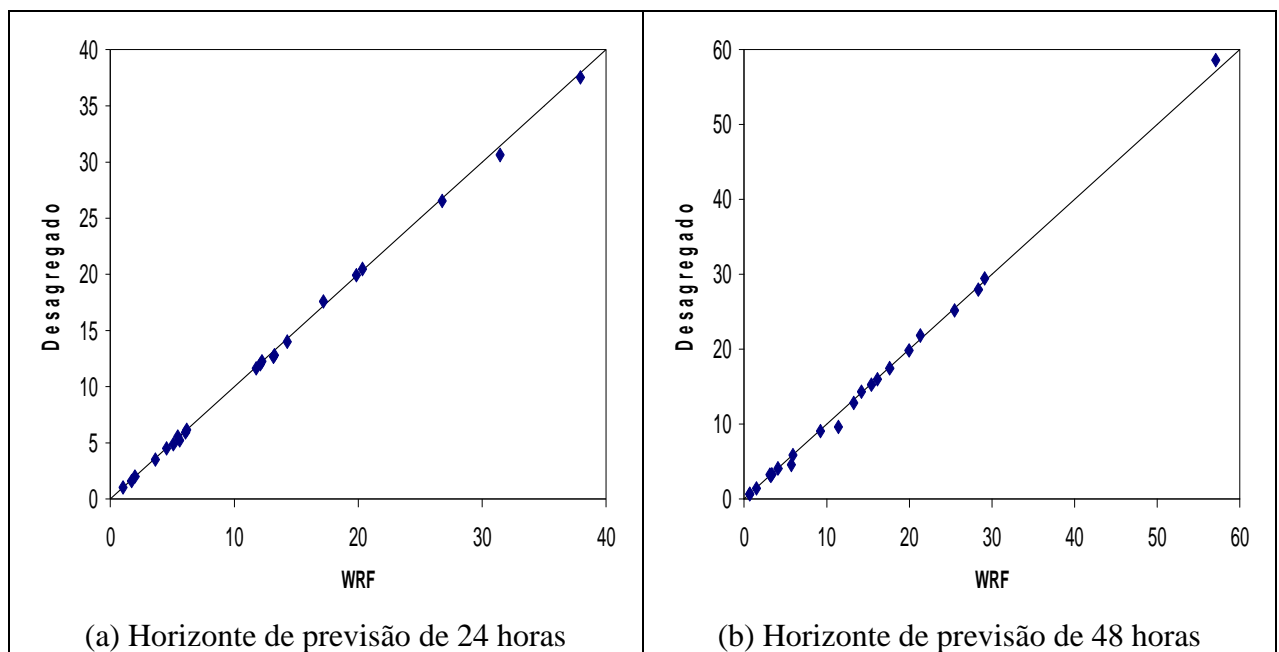 40
35
30
25
20
15
10
5
0
Desagregado
0 10 20 30 40
WRF
(a) Horizonte de previsão de 24 horas
60
50
40
30
20
10
0
Desagregado
0 10 20 30 40 50 60
WRF
(b) Horizonte de previsão de 48 horas